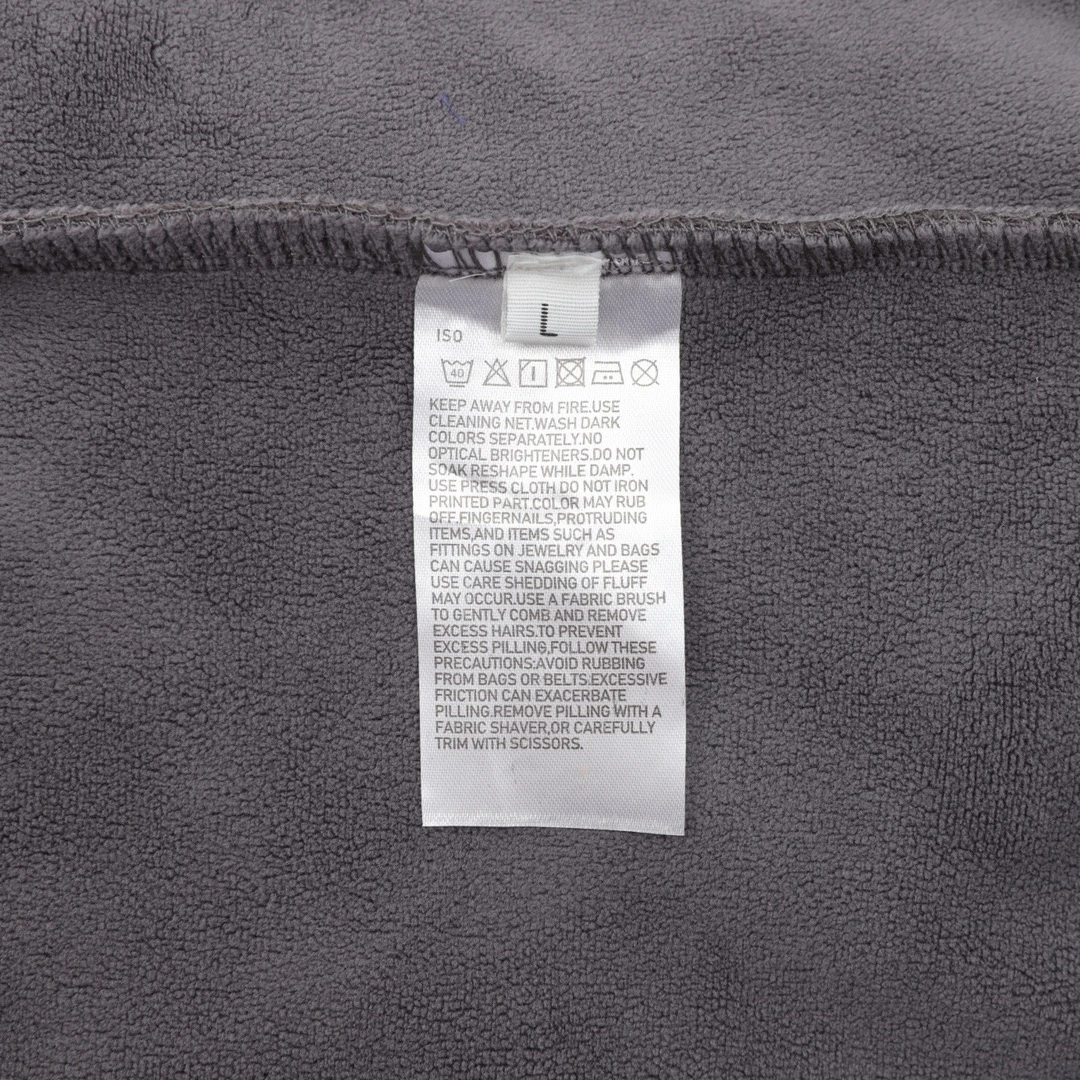 L
ISO
40
KEEP AWAY FROM FIRE.USE
CLEANING NET.WASH DARK
COLORS SEPARATELY.NO
OPTICAL BRIGHTENERS.DO NOT
SOAK RESHAPE WHILE DAMP.
USE PRESS CLOTH DO NOT IRON
PRINTED PART.COLOR MAY RUB
OFF.FINGERNAILS,PROTRUDING
ITEMS,AND ITEMS SUCH AS
FITTINGS ON JEWELRY AND BAGS
CAN CAUSE SNAGGING PLEASE
USE CARE SHEDDING OF FLUFF
MAY OCCUR.USE A FABRIC BRUSH
TO GENTLY COMB AND REMOVE
EXCESS HAIRS.TO PREVENT
EXCESS PILLING,FOLLOW THESE
PRECAUTIONS:AVOID RUBBING
FROM BAGS OR BELTS.EXCESSIVE
FRICTION CAN EXACERBATE
PILLING.REMOVE PILLING WITH A
FABRIC SHAVER,OR CAREFULLY
TRIM WITH SCISSORS.